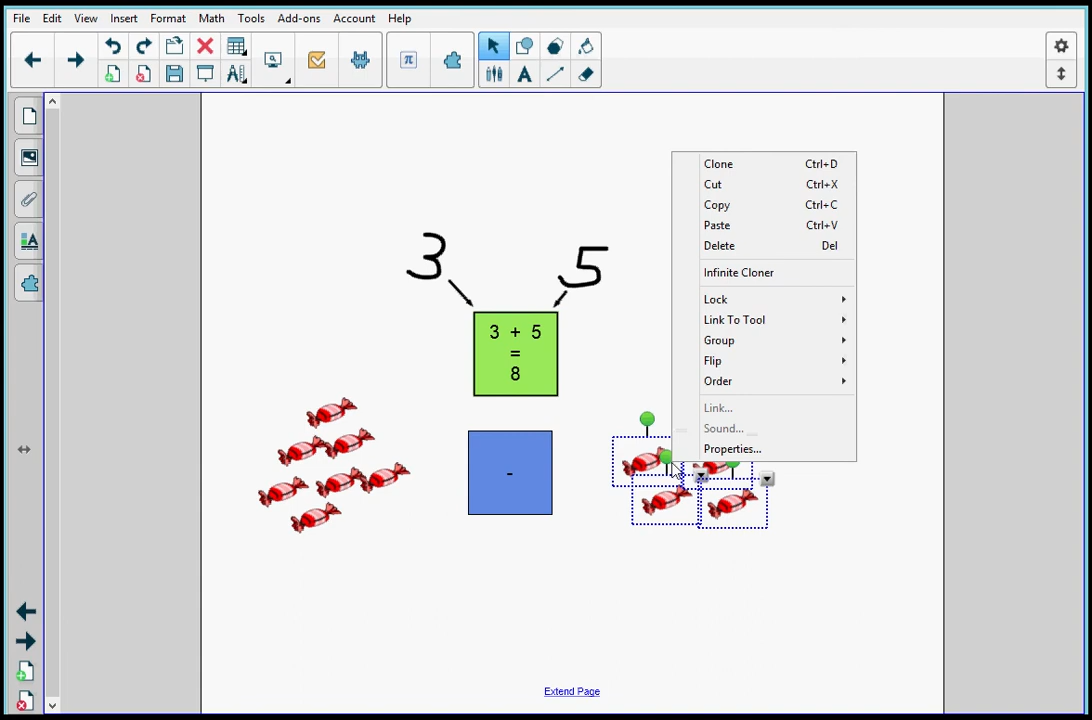 File Edit View Insert Format Math Tools Add-ons Account Help
π
A
A
Clone Ctrl+D
Cut Ctrl+X
Copy Ctrl+C
Paste Ctrl+V
Delete Del
Infinite Cloner
Lock
Link To Tool
Group
Flip
Order
Link...
Sound...
Properties...
3 5
3 + 5
=
8
-
Extend Page